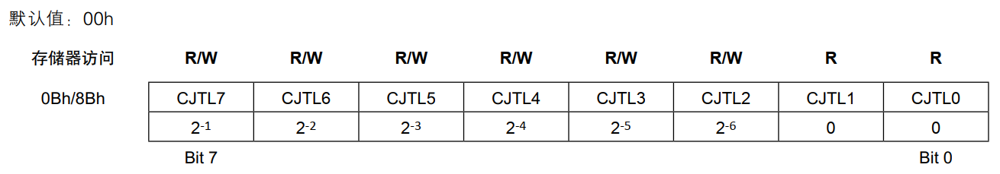 默认值：00h
存储器访问 R/W R/W R/W R/W R/W R/W R R
0Bh/8Bh CJTL7 CJTL6 CJTL5 CJTL4 CJTL3 CJTL2 CJTL1 CJTL0
2-1 2-2 2-3 2-4 2-5 2-6 0 0
Bit 7 Bit 0